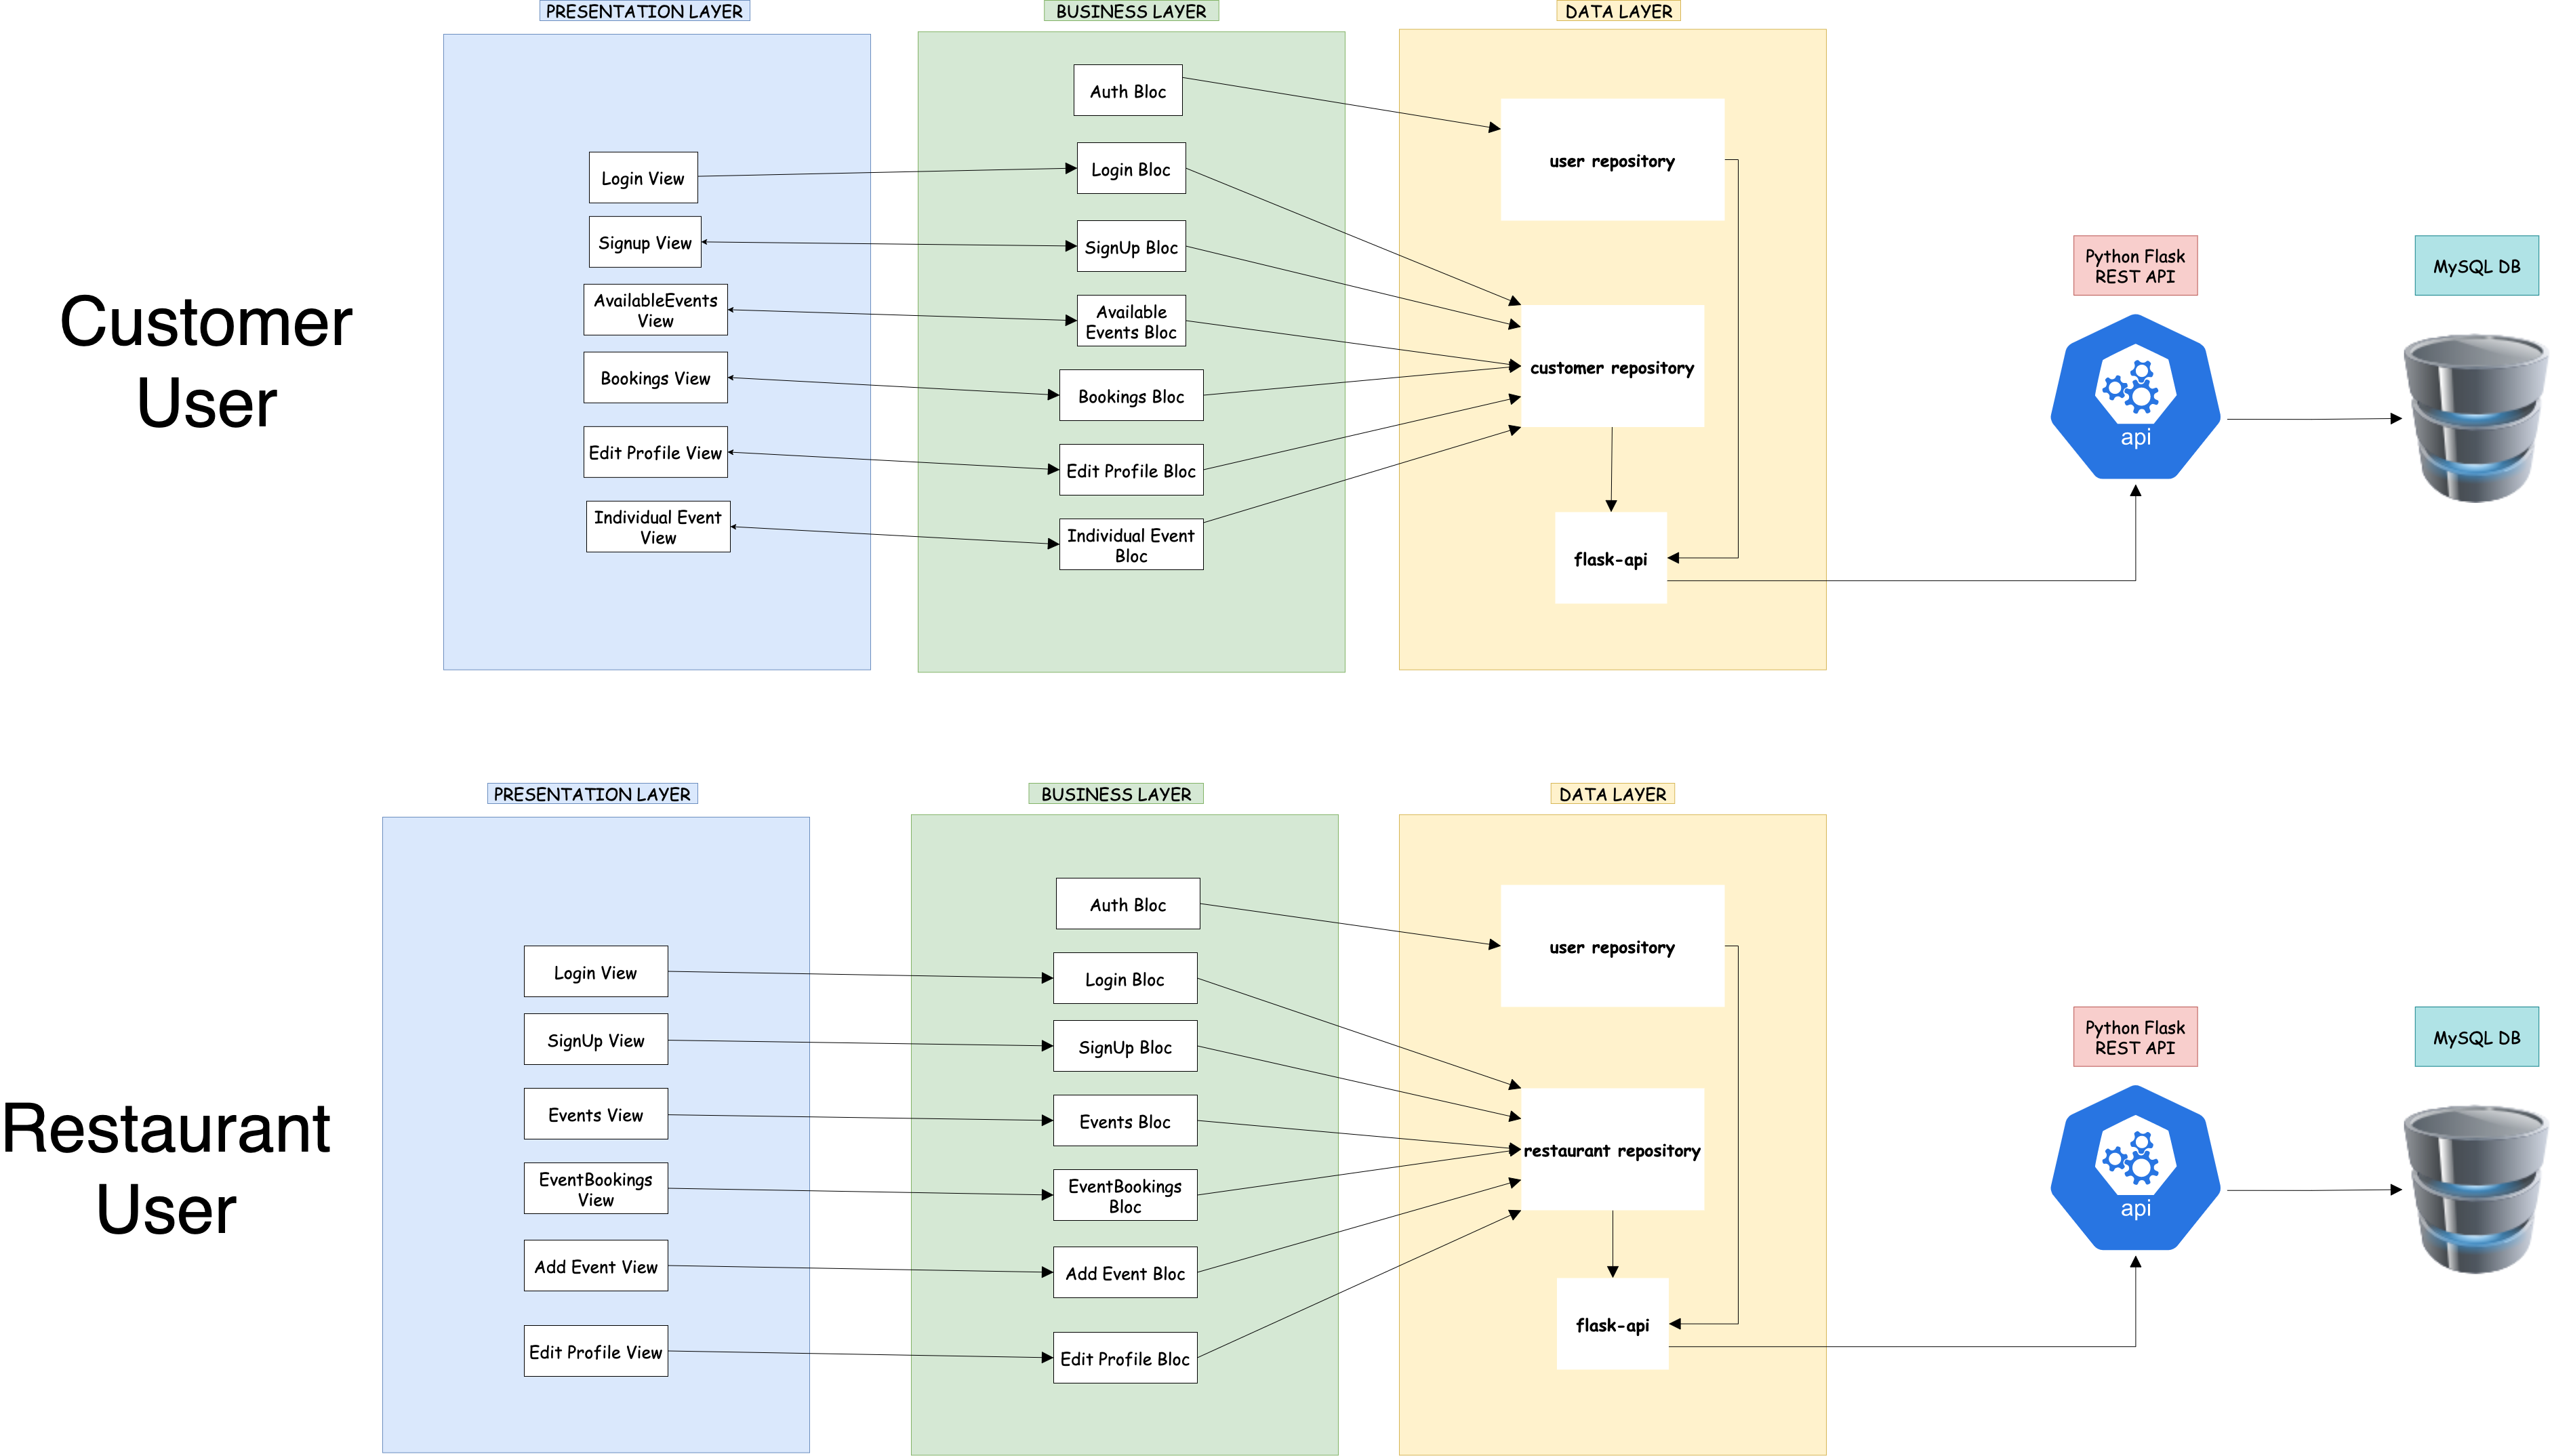 PRESENTATION LAYER
BUSINESS LAYER
DATA LAYER
Customer
User
Login View
Signup View
AvailableEvents
View
Bookings View
Edit Profile View
Individual Event
View
Auth Bloc
Login Bloc
SignUp Bloc
Available
Events Bloc
Bookings Bloc
Edit Profile Bloc
Individual Event
Bloc
user repository
customer repository
flask-api
Python Flask
REST API
api
MySQL DB
PRESENTATION LAYER
BUSINESS LAYER
DATA LAYER
Restaurant
User
Login View
SignUp View
Events View
EventBookings
View
Add Event View
Edit Profile View
Auth Bloc
Login Bloc
SignUp Bloc
Events Bloc
EventBookings
Bloc
Add Event Bloc
Edit Profile Bloc
user repository
restaurant repository
flask-api
Python Flask
REST API
api
MySQL DB